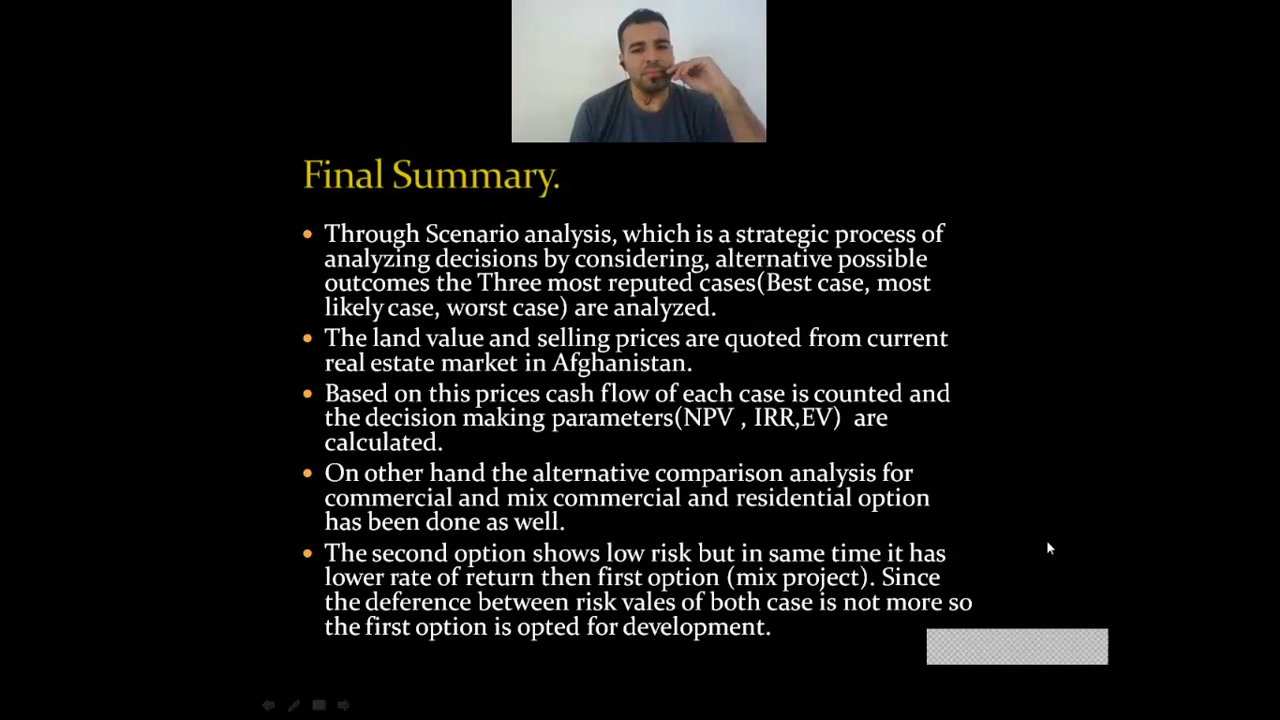 Final Summary.
Through Scenario analysis, which is a strategic process of
analyzing decisions by considering, alternative possible
outcomes the Three most reputed cases(Best case, most
likely case, worst case) are analyzed.
The land value and selling prices are quoted from current
real estate market in Afghanistan.
Based on this prices cash flow of each case is counted and
the decision making parameters(NPV , IRR,EV) are
calculated.
On other hand the alternative comparison analysis for
commercial and mix commercial and residential option
has been done as well.
The second option shows low risk but in same time it has
lower rate of return then first option (mix project). Since
the deference between risk vales of both case is not more so
the first option is opted for development.